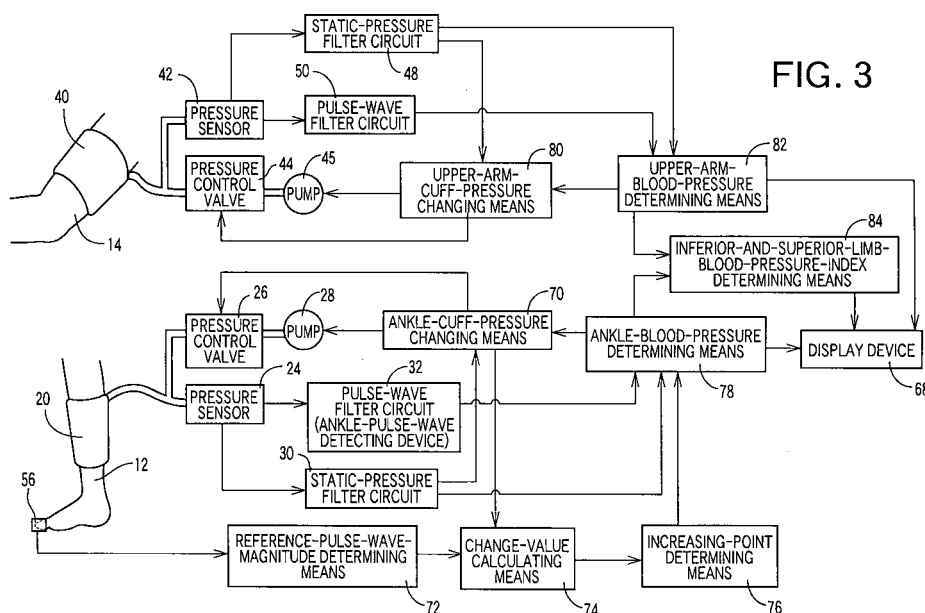 FIG. 3
STATIC-PRESSURE
FILTER CIRCUIT
48
42
PRESSURE
SENSOR
50
PULSE-WAVE
FILTER CIRCUIT
40
44
PRESSURE
CONTROL
VALVE
45
PUMP
80
UPPER-ARM-
CUFF-PRESSURE
CHANGING MEANS
82
UPPER-ARM-
BLOOD-PRESSURE
DETERMINING MEANS
14
84
INFERIOR-AND-SUPERIOR-LIMB-
BLOOD-PRESSURE-INDEX
DETERMINING MEANS
26
PRESSURE
CONTROL
VALVE
28
PUMP
70
ANKLE-CUFF-PRESSURE
CHANGING MEANS
ANKLE-BLOOD-PRESSURE
DETERMINING MEANS
78
DISPLAY DEVICE
68
24
PRESSURE
SENSOR
32
PULSE-WAVE
FILTER CIRCUIT
(ANKLE-PULSE-WAVE
DETECTING DEVICE)
20
30
STATIC-PRESSURE
FILTER CIRCUIT
12
56
REFERENCE-PULSE-WAVE-
MAGNITUDE DETERMINING
MEANS
72
CHANGE-VALUE
CALCULATING
MEANS
74
INCREASING-POINT
DETERMINING
MEANS
76